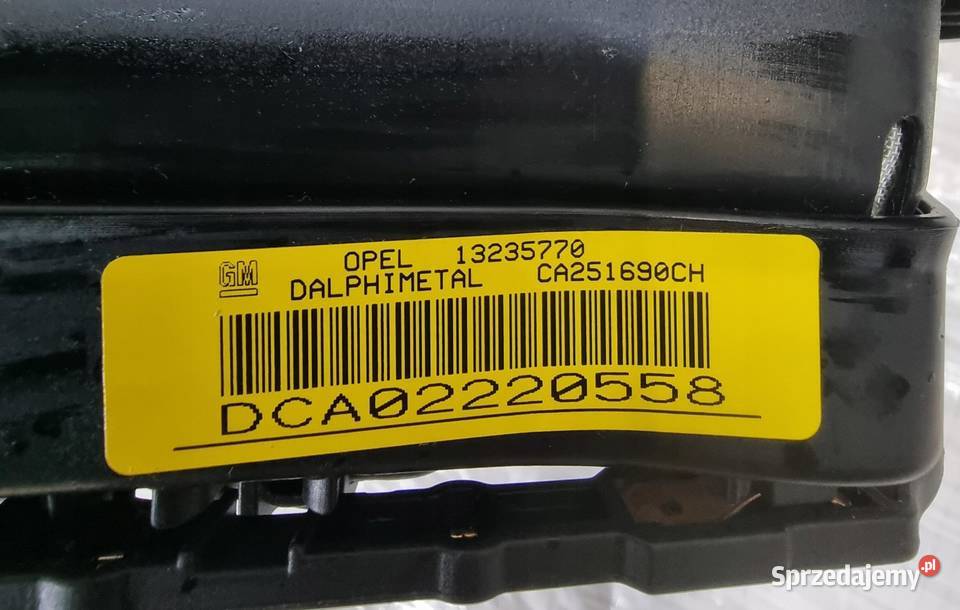 OPEL 13235770
GM DALPHIMETAL CA251690CH
DCA02220558
Sprzedajemy.pl